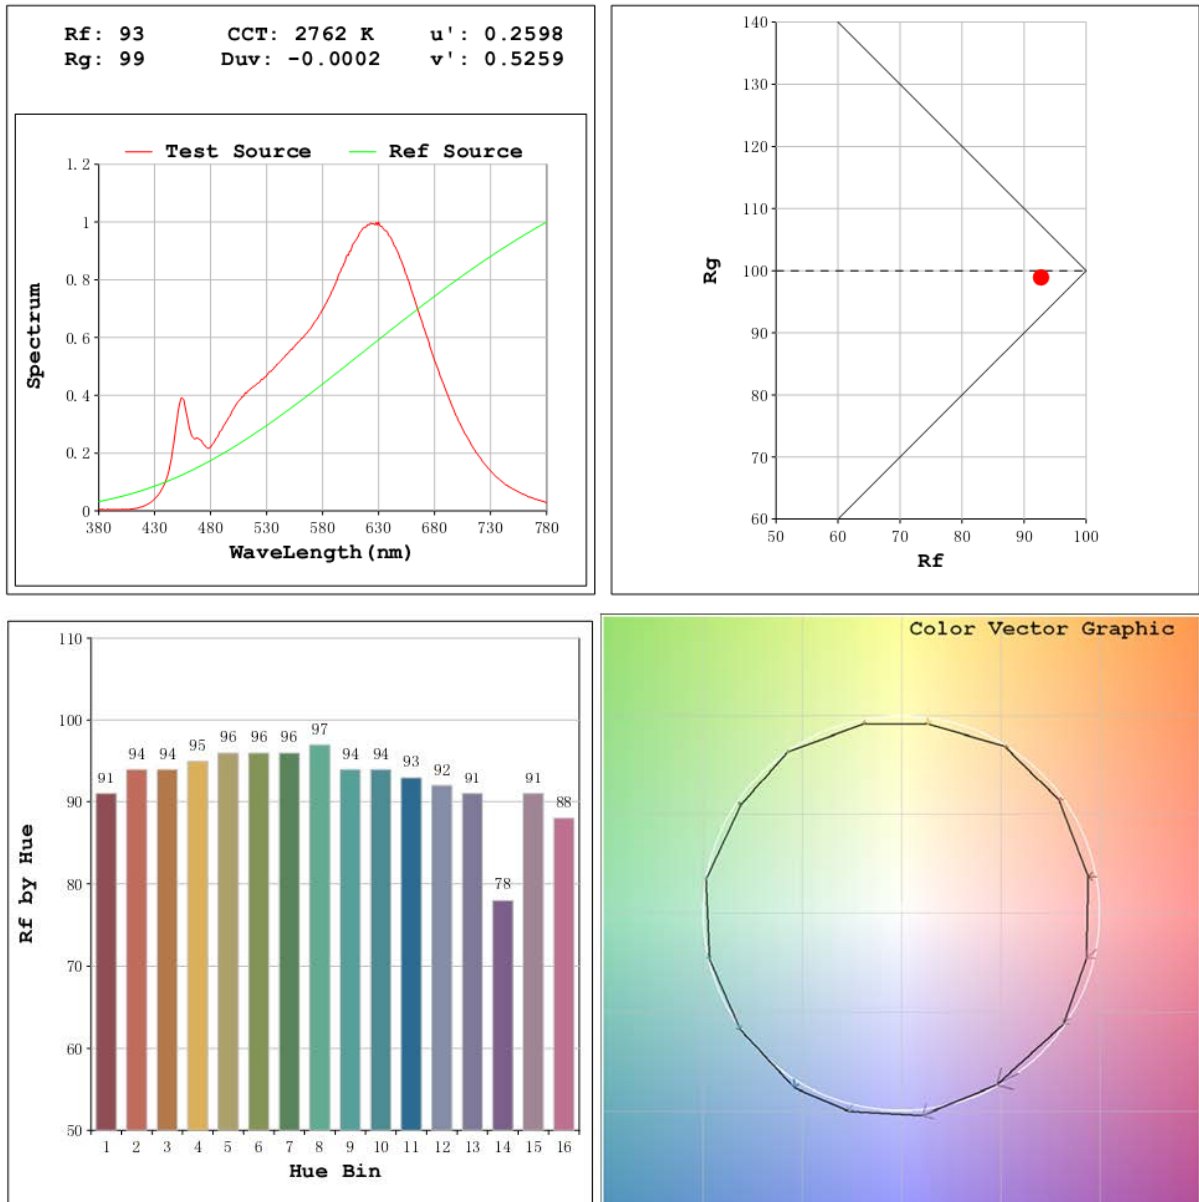 Rf: 93 CCT: 2762 K u': 0.2598
Rg: 99 Duv: -0.0002 v': 0.5259
Test Source Ref Source
1.2
1
0.8
0.6
0.4
0.2
0
Spectrum
380 430 480 530 580 630 680 730 780
WaveLength(nm)
140
130
120
110
100
90
80
70
60
Rg
50 60 70 80 90 100
Rf
110
100
90
80
70
60
50
Rf by Hue
91 94 94 95 96 96 96 97 94 94 93 92 91 78 91 88
1 2 3 4 5 6 7 8 9 10 11 12 13 14 15 16
Hue Bin
Color Vector Graphic